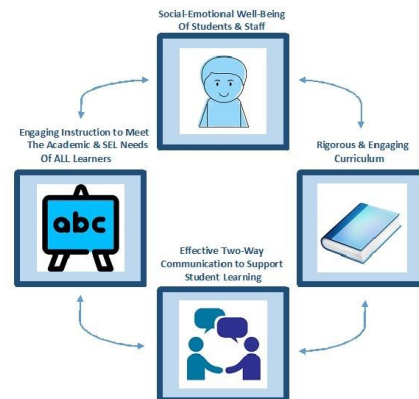 Social-Emotional Well-Being
Of Students & Staff
Engaging Instruction to Meet
The Academic & SEL Needs
Of ALL Learners
abc
Rigorous & Engaging
Curriculum
Effective Two-Way
Communication to Support
Student Learning